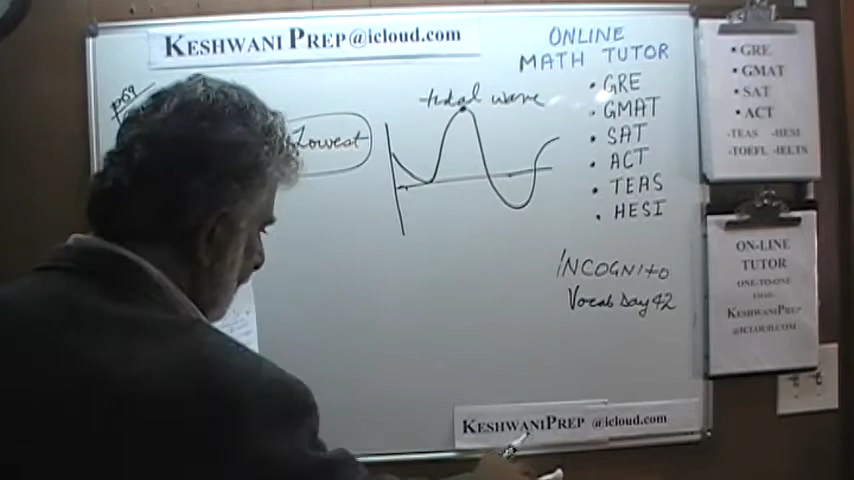 KESHWANI PREP@icloud.com
P69
Lowest
tidal wave
ONLINE
MATH TUTOR
• GRE
• GMAT
• SAT
• ACT
• TEAS
• HESI
INCOGNITO
Vocab Day 42
KESHWANIPREP @icloud.com
• GRE
• GMAT
• SAT
• ACT
-TEAS -HESI
-TOEFL -IELTS
ON-LINE
TUTOR
ONE-TO-ONE
KESHWANIPREP
@ICLOUD.COM